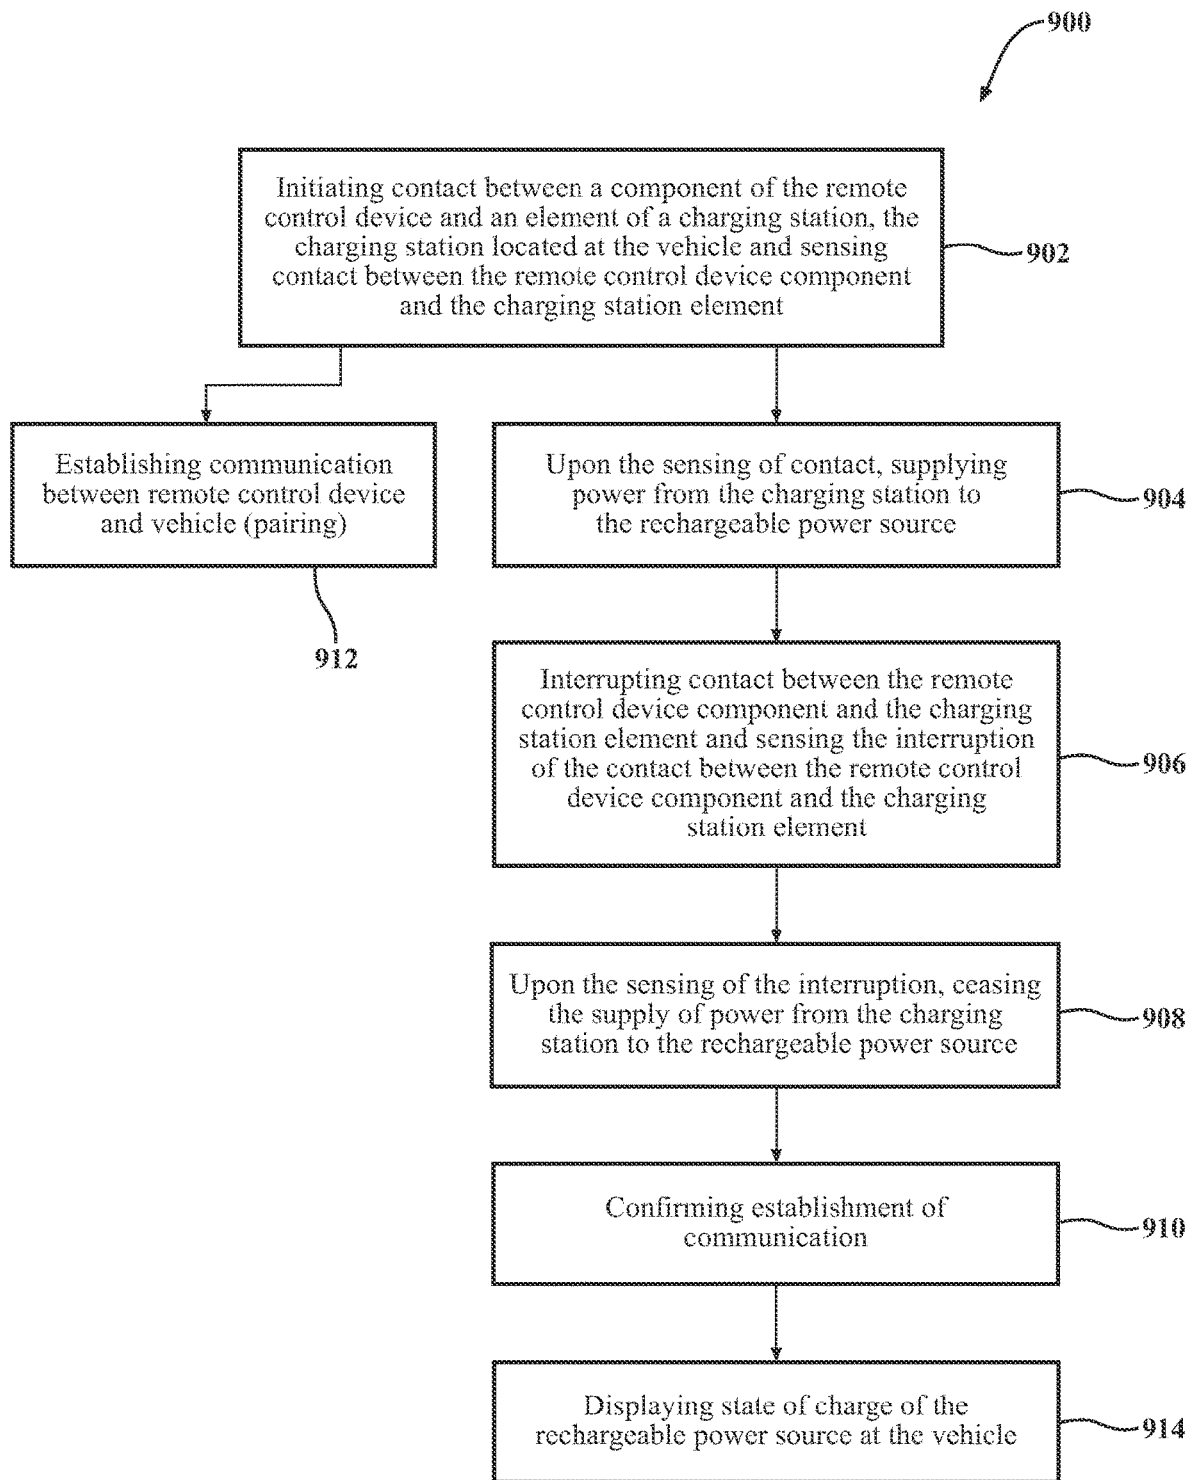 900
Initiating contact between a component of the remote
control device and an element of a charging station, the
charging station located at the vehicle and sensing
contact between the remote control device component
and the charging station element
902
Establishing communication
between remote control device
and vehicle (pairing)
912
Upon the sensing of contact, supplying
power from the charging station to
the rechargeable power source
904
Interrupting contact between the remote
control device component and the charging
station element and sensing the interruption
of the contact between the remote control
device component and the charging
station element
906
Upon the sensing of the interruption, ceasing
the supply of power from the charging
station to the rechargeable power source
908
Confirming establishment of
communication
910
Displaying state of charge of the
rechargeable power source at the vehicle
914